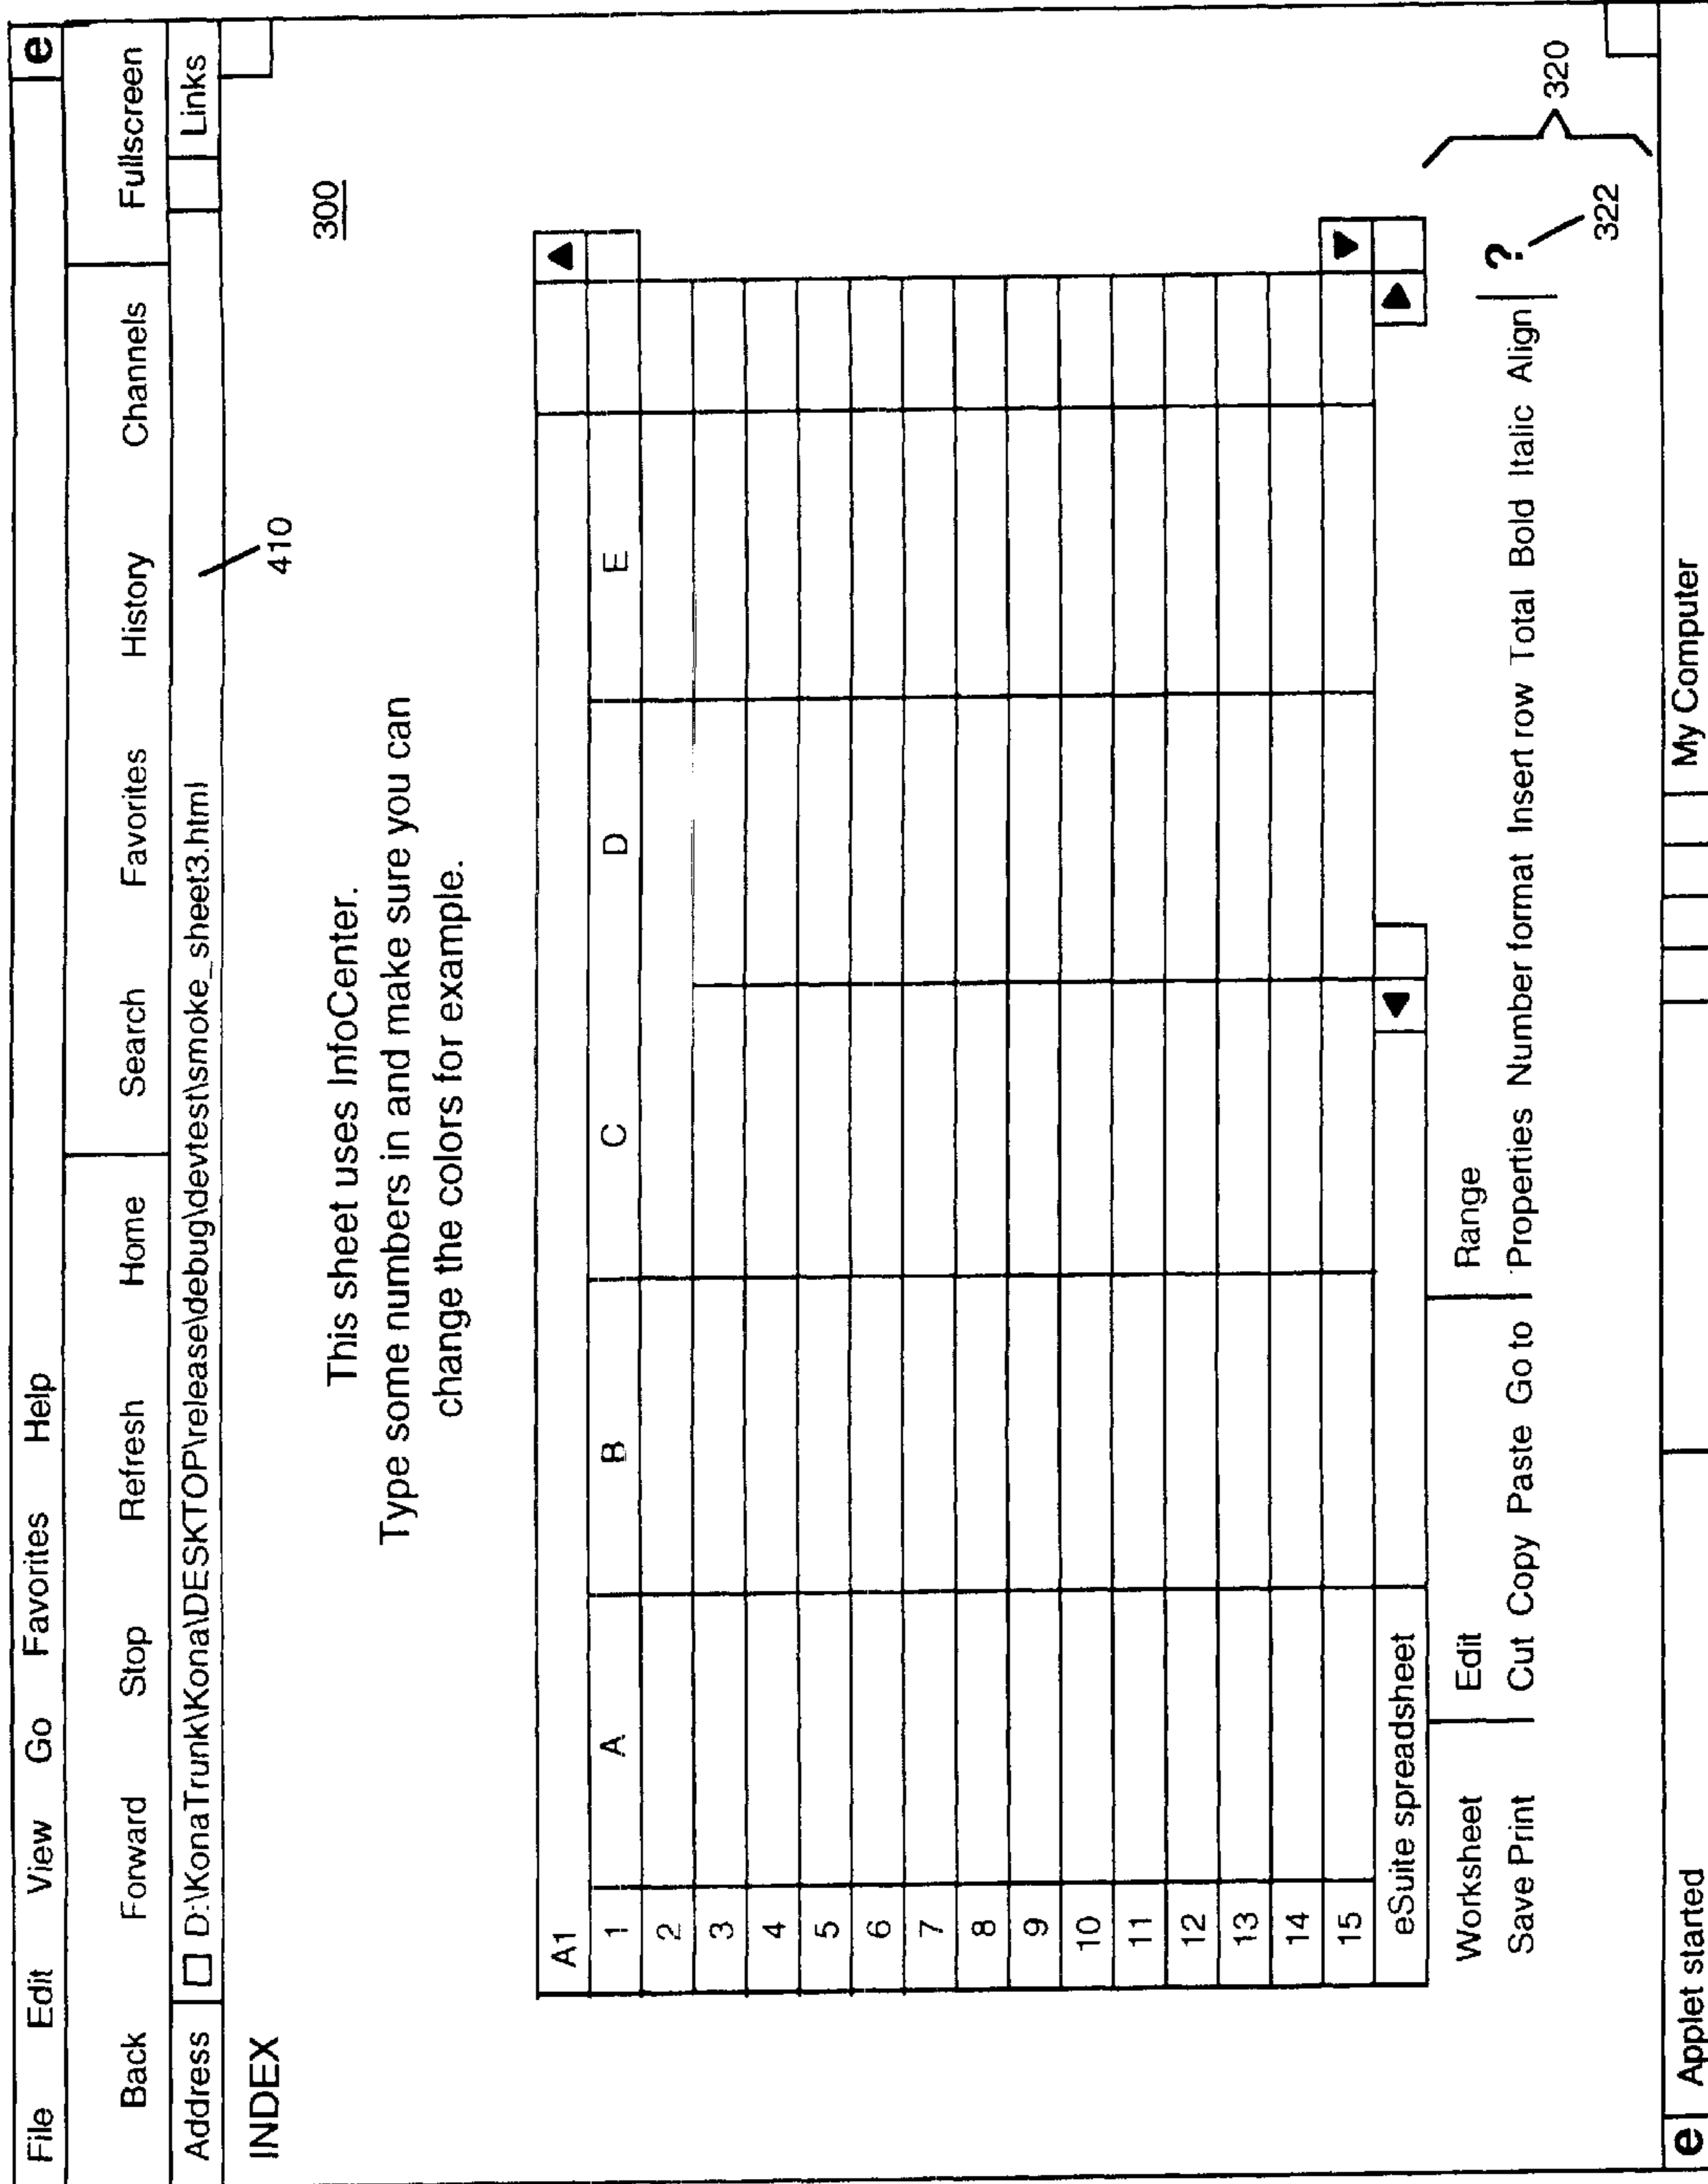 File Edit View Go Favorites Help e
Back Forward Stop Refresh Home Search Favorites History Channels Fullscreen
Address D:\KonaTrunk\Kona\DESKTOP\release\debug\devtest\smoke_sheet3.html Links
410
INDEX
300
This sheet uses InfoCenter.
Type some numbers in and make sure you can
change the colors for example.
A1
1 A B C D E
2
3
4
5
6
7
8
9
10
11
12
13
14
15
eSuite spreadsheet
Worksheet Edit Range
Save Print Cut Copy Paste Go to Properties Number format Insert row Total Bold Italic Align ?
320
322
e Applet started My Computer